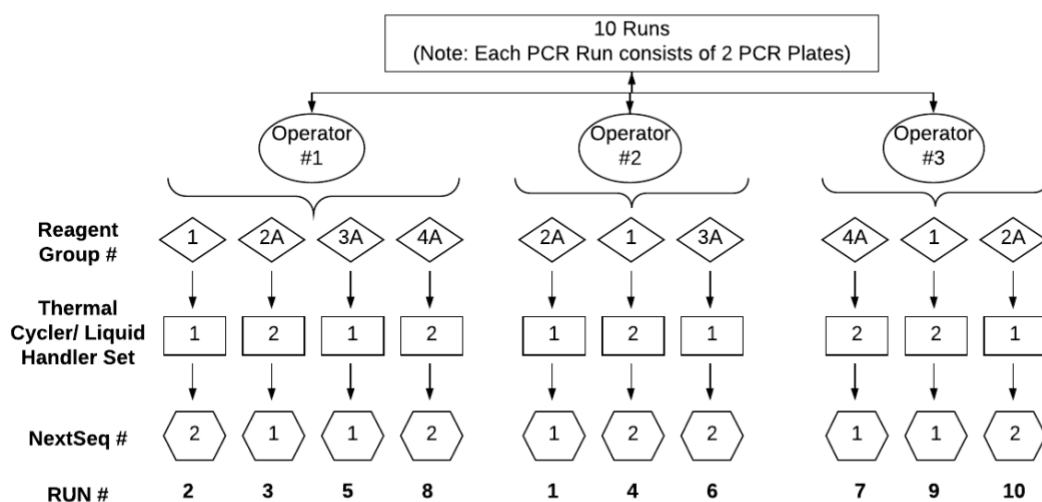 10 Runs
(Note: Each PCR Run consists of 2 PCR Plates)
Operator
#1
Operator
#2
Operator
#3
Reagent
Group #
1 2A 3A 4A 2A 1 3A 4A 1 2A
Thermal
Cycler/ Liquid
Handler Set
1 2 1 2 1 2 1 2 2 1
NextSeq #
2 1 1 2 1 2 2 1 1 2
RUN # 2 3 5 8 1 4 6 7 9 10